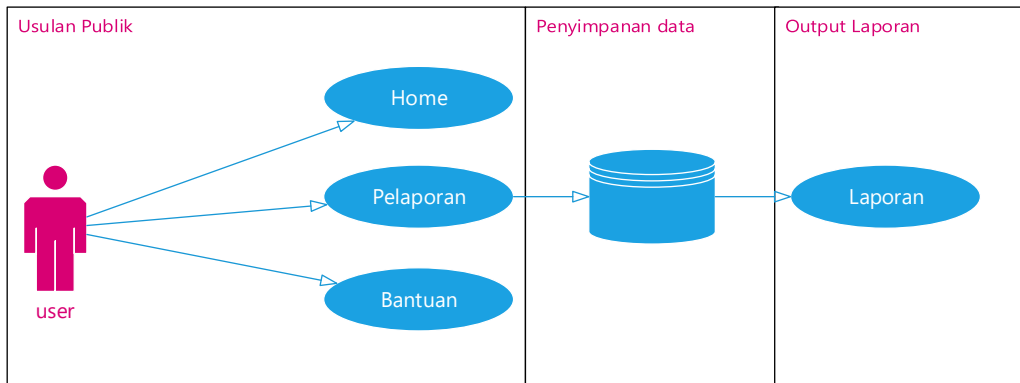 Usulan Publik
Penyimpanan data
Output Laporan
Home
Pelaporan
Laporan
Bantuan
user